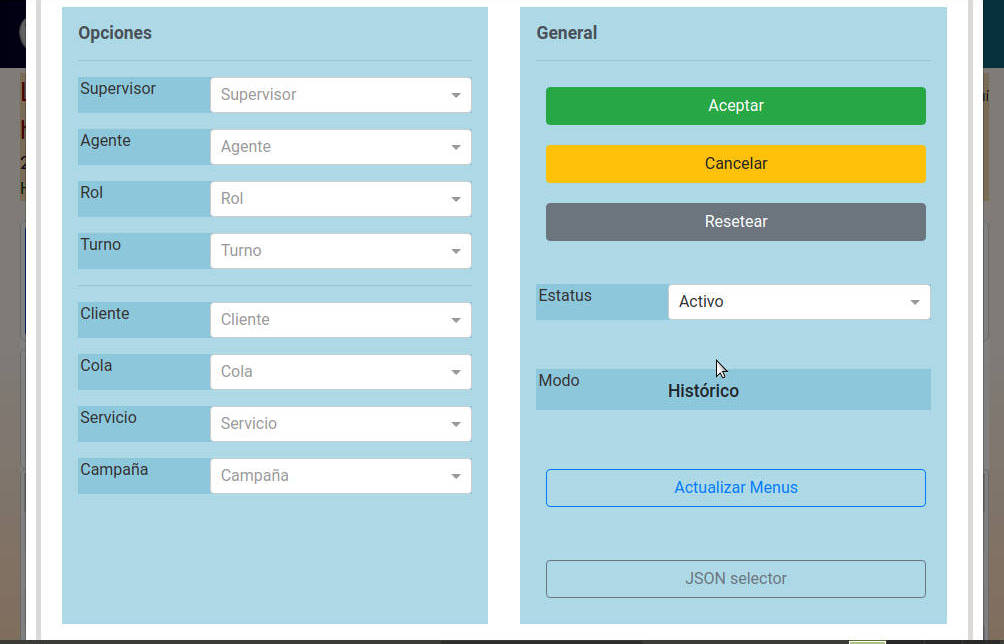 Opciones
Supervisor Supervisor
Agente Agente
Rol Rol
Turno Turno
Cliente Cliente
Cola Cola
Servicio Servicio
Campaña Campaña
General
Aceptar
Cancelar
Resetear
Estatus Activo
Modo Histórico
Actualizar Menus
JSON selector